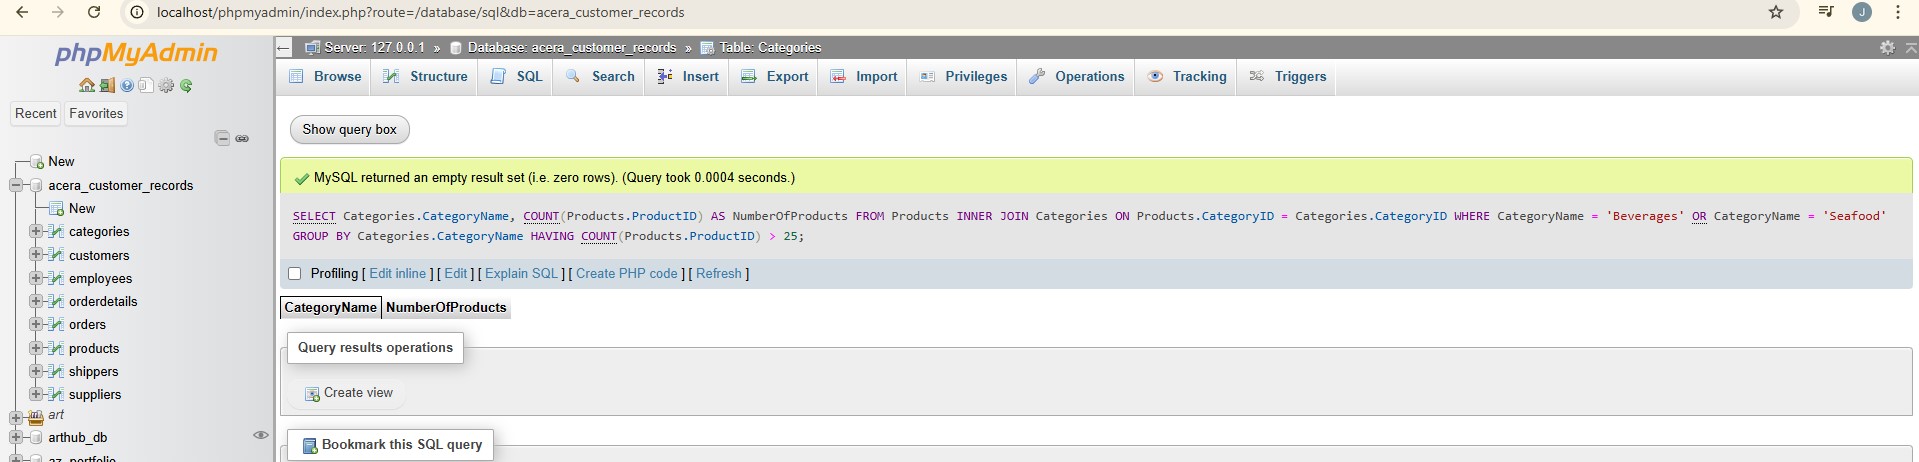 localhost/phpmyadmin/index.php?route=/database/sql&db=acera_customer_records
J
phpMyAdmin
Recent Favorites
New
acera_customer_records
New
categories
customers
employees
orderdetails
orders
products
shippers
suppliers
art
arthub_db
az_portfolio
Server: 127.0.0.1 » Database: acera_customer_records » Table: Categories
Browse Structure SQL Search Insert Export Import Privileges Operations Tracking Triggers
Show query box
MySQL returned an empty result set (i.e. zero rows). (Query took 0.0004 seconds.)
SELECT Categories.CategoryName, COUNT(Products.ProductID) AS NumberOfProducts FROM Products INNER JOIN Categories ON Products.CategoryID = Categories.CategoryID WHERE CategoryName = 'Beverages' OR CategoryName = 'Seafood'
GROUP BY Categories.CategoryName HAVING COUNT(Products.ProductID) > 25;
Profiling [ Edit inline ] [ Edit ] [ Explain SQL ] [ Create PHP code ] [ Refresh ]
CategoryName NumberOfProducts
Query results operations
Create view
Bookmark this SQL query